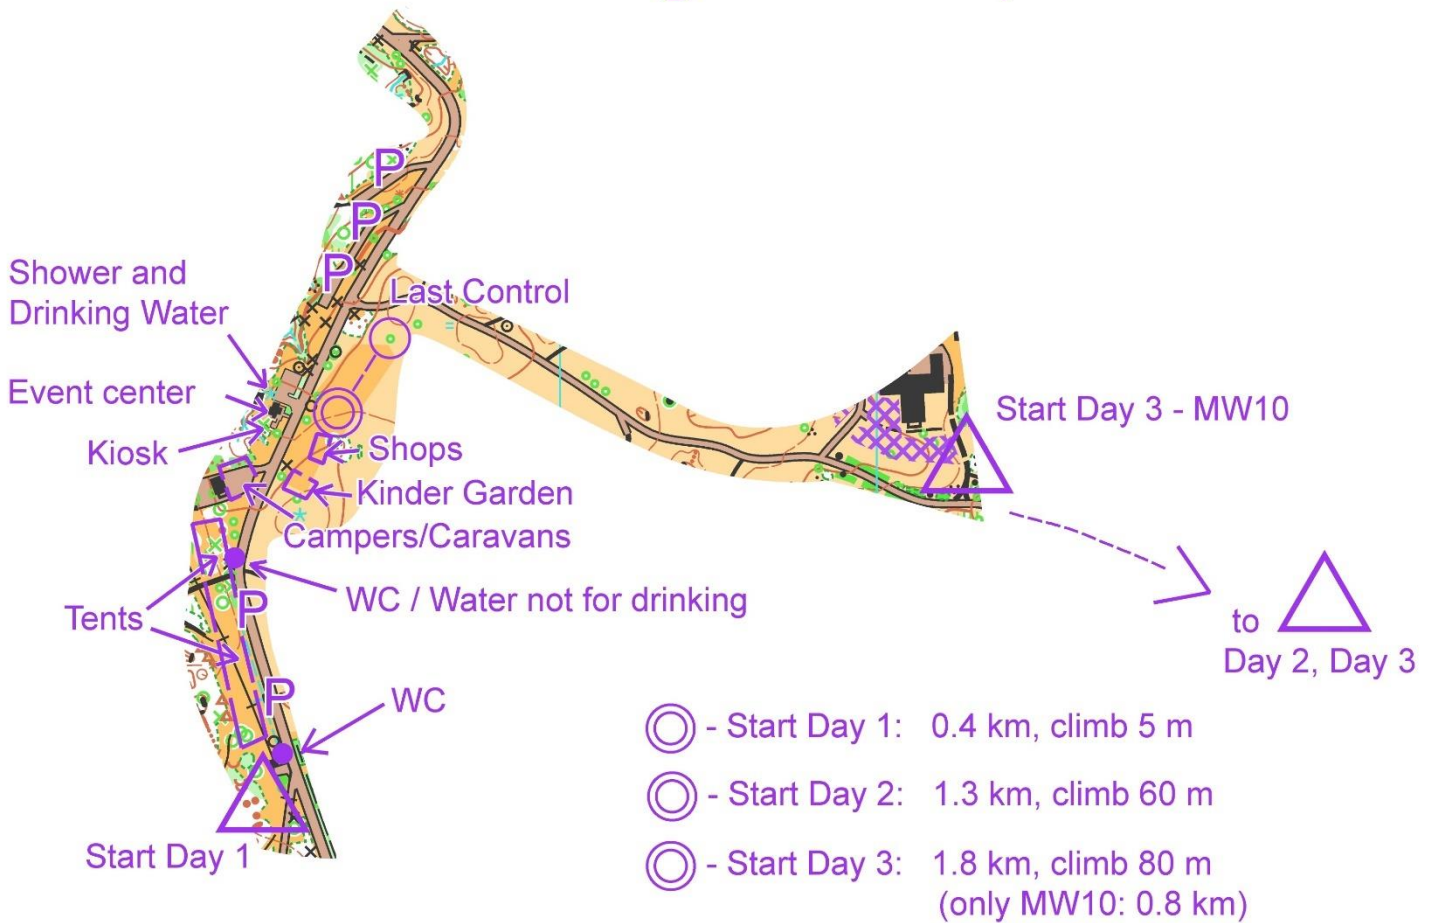 P
P
P
Shower and
Drinking Water
Last Control
Event center
Start Day 3 - MW10
Kiosk
Shops
Kinder Garden
Campers/Caravans
WC / Water not for drinking
P
Tents
to
Day 2, Day 3
P
WC
- Start Day 1: 0.4 km, climb 5 m
- Start Day 2: 1.3 km, climb 60 m
Start Day 1
- Start Day 3: 1.8 km, climb 80 m
(only MW10: 0.8 km)